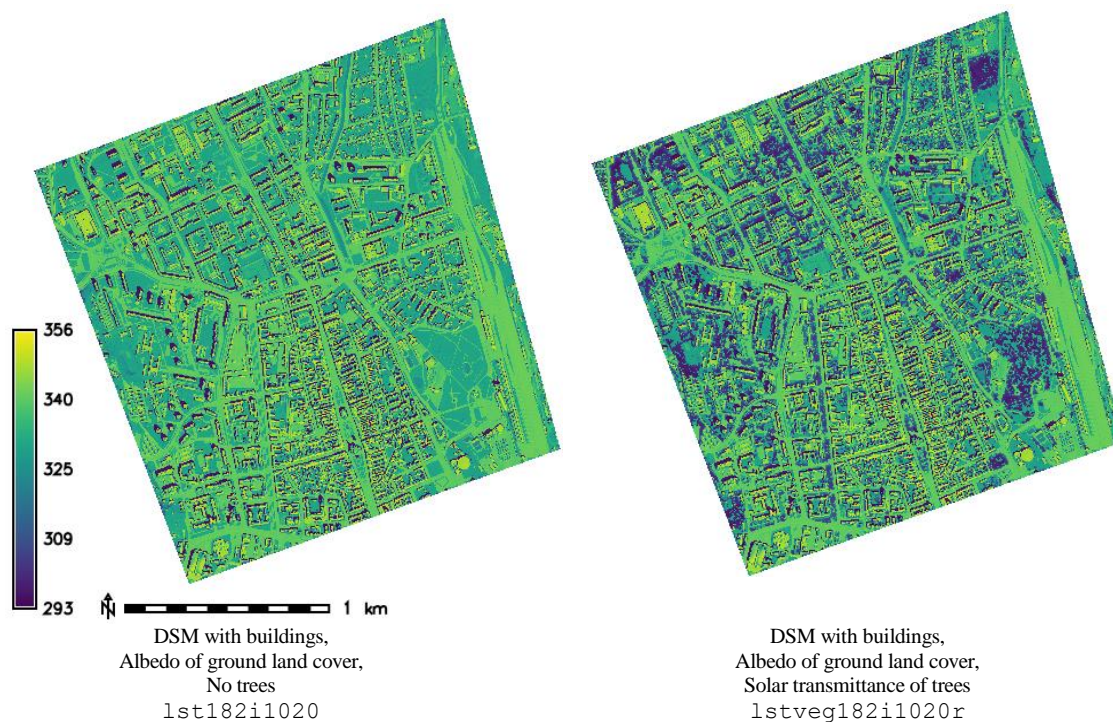 356
340
325
309
293
N
1 km
DSM with buildings,
Albedo of ground land cover,
No trees
lst182i1020
DSM with buildings,
Albedo of ground land cover,
Solar transmittance of trees
lstveg182i1020r